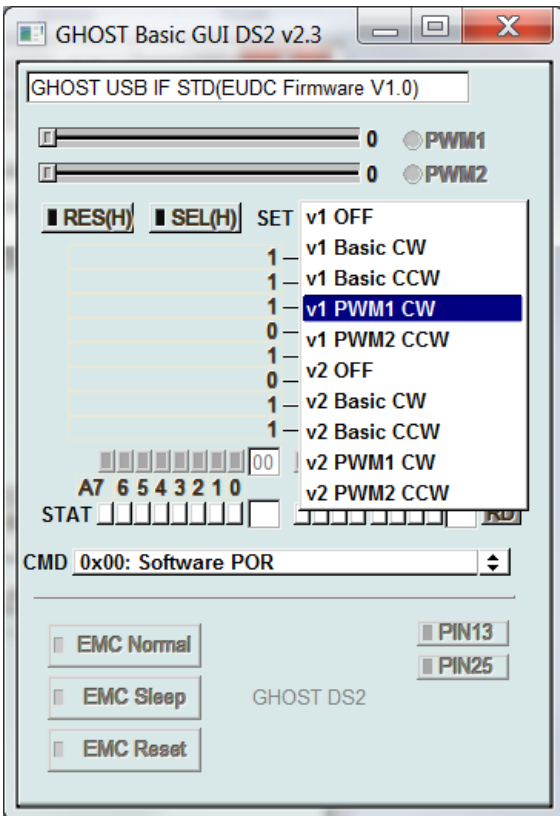 GHOST Basic GUI DS2 v2.3
GHOST USB IF STD(EUDC Firmware V1.0)
0 PWM1
0 PWM2
RES(H) SEL(H) SET v1 OFF
1 v1 Basic CW
1 v1 Basic CCW
1 v1 PWM1 CW
0 v1 PWM2 CCW
1 v2 OFF
0 v2 Basic CW
1 v2 Basic CCW
1 v2 PWM1 CW
00
A7 6 5 4 3 2 1 0 v2 PWM2 CCW
STAT RD
CMD 0x00: Software POR
EMC Normal PIN13
PIN25
EMC Sleep GHOST DS2
EMC Reset